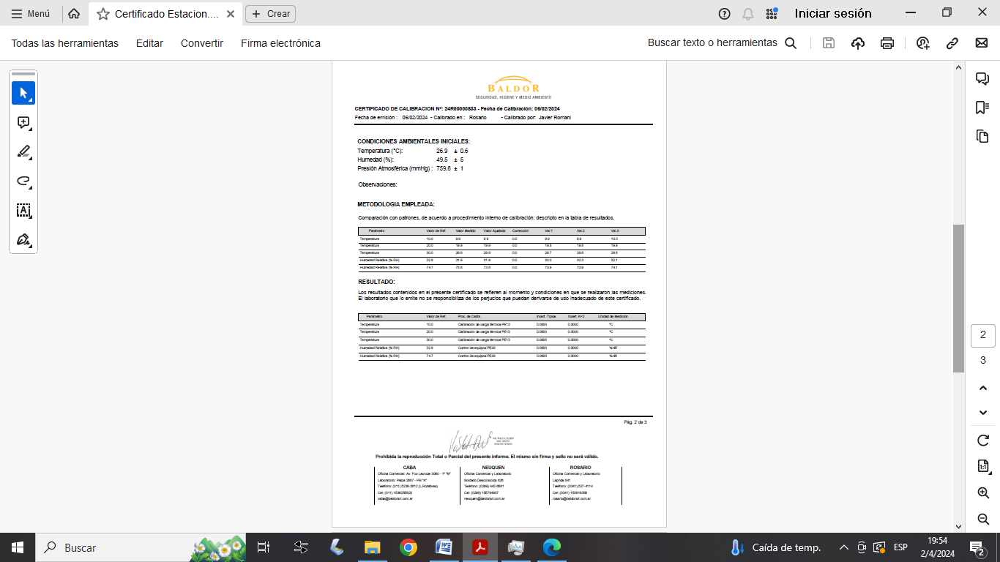 Menú
Certificado Estacion....
Crear
Iniciar sesión
Todas las herramientas Editar Convertir Firma electrónica
Buscar texto o herramientas
BALDOR
SEGURIDAD, HIGIENE Y MEDIO AMBIENTE
CERTIFICADO DE CALIBRACION Nº: 24R00000833 - Fecha de Calibración: 06/02/2024
Fecha de emisión : 06/02/2024 - Calibrado en : Rosario - Calibrado por: Javier Romani
CONDICIONES AMBIENTALES INICIALES:
Temperatura (°C): 26.9 ± 0.6
Humedad (%): 49.5 ± 5
Presión Atmosférica (mmHg) : 759.8 ± 1
Observaciones:
METODOLOGIA EMPLEADA:
Comparación con patrones, de acuerdo a procedimiento interno de calibración: descripto en la tabla de resultados.
Parámetro Valor de Ref. Valor Medido Valor Ajustado Corrección Val.1 Val.2 Val.3
Temperatura 10.0 9.9 9.9 0.0 9.9 9.9 10.0
Temperatura 20.0 19.9 19.9 0.0 19.8 19.8 19.9
Temperatura 30.0 29.8 29.8 0.0 29.7 29.8 29.8
Humedad Relativa (% RH) 32.8 31.9 31.9 0.0 32.0 32.3 32.1
Humedad Relativa (% RH) 74.7 73.8 73.8 0.0 73.9 73.9 74.1
RESULTADO:
Los resultados contenidos en el presente certificado se refieren al momento y condiciones en que se realizaron las mediciones.
El laboratorio que lo emite no se responsibiliza de los perjucios que puedan derivarse de uso inadecuado de este certificado.
Parámetro Valor de Ref. Proc. de Calibr. Incert. Típica Incert. K=2 Unidad de Medición
Temperatura 10.0 Calibración de carga térmica PE13 0.0000 0.0000 °C
Temperatura 20.0 Calibración de carga térmica PE13 0.0000 0.0000 °C
Temperatura 30.0 Calibración de carga térmica PE13 0.0000 0.0000 °C
Humedad Relativa (% RH) 32.8 Control de equipos PE03 0.0000 0.0000 %HR
Humedad Relativa (% RH) 74.7 Control de equipos PE03 0.0000 0.0000 %HR
Pág. 2 de 3
Prohibida la reproducción Total o Parcial del presente informe. El mismo sin firma y sello no será válido.
CABA
Oficina Comercial: Av. Fco Lacroze 3080 - 1º "B"
Laboratorio: Palpa 2867 - PB "A"
Teléfono: (011) 5238-2612 (L.Rotativas)
Cel: (011) 1536255623
caba@baldorsrl.com.ar
NEUQUEN
Oficina Comercial y Laboratorio
Soldado Desconocido 626
Teléfono: (0299) 442-6581
Cel: (0299) 155784907
neuquen@baldorsrl.com.ar
ROSARIO
Oficina Comercial y Laboratorio
Laprida 641
Teléfono: (0341) 527-4114
Cel: (0341) 153816359
rosario@baldorsrl.com.ar
2
3
Buscar
Caída de temp.
ESP
19:54
2/4/2024
2